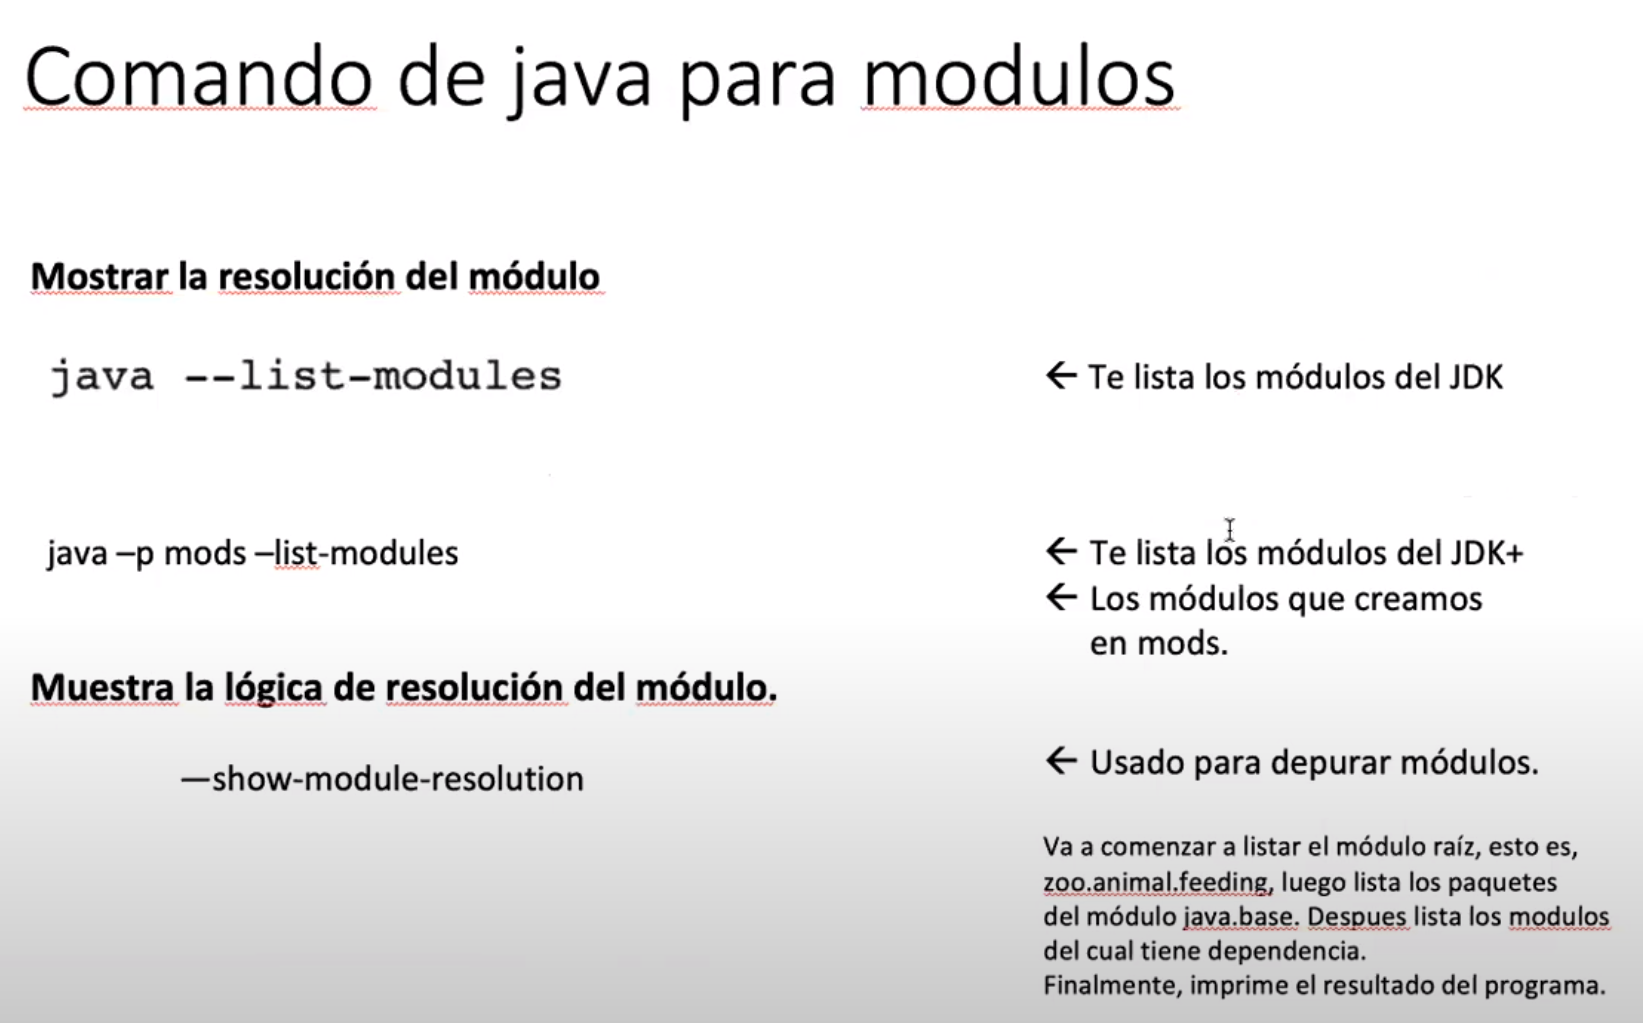 Comando de java para modulos
Mostrar la resolución del módulo
java --list-modules
← Te lista los módulos del JDK
java –p mods –list-modules
← Te lista los módulos del JDK+
← Los módulos que creamos
en mods.
Muestra la lógica de resolución del módulo.
—show-module-resolution
← Usado para depurar módulos.
Va a comenzar a listar el módulo raíz, esto es,
zoo.animal.feeding, luego lista los paquetes
del módulo java.base. Despues lista los modulos
del cual tiene dependencia.
Finalmente, imprime el resultado del programa.